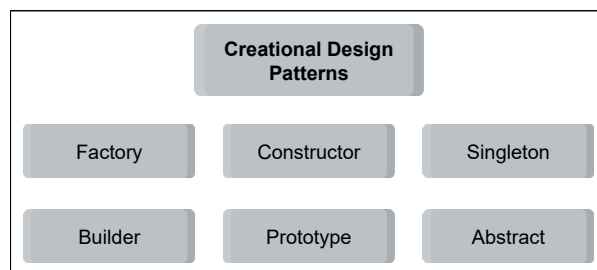 Creational Design
Patterns
Factory
Constructor
Singleton
Builder
Prototype
Abstract